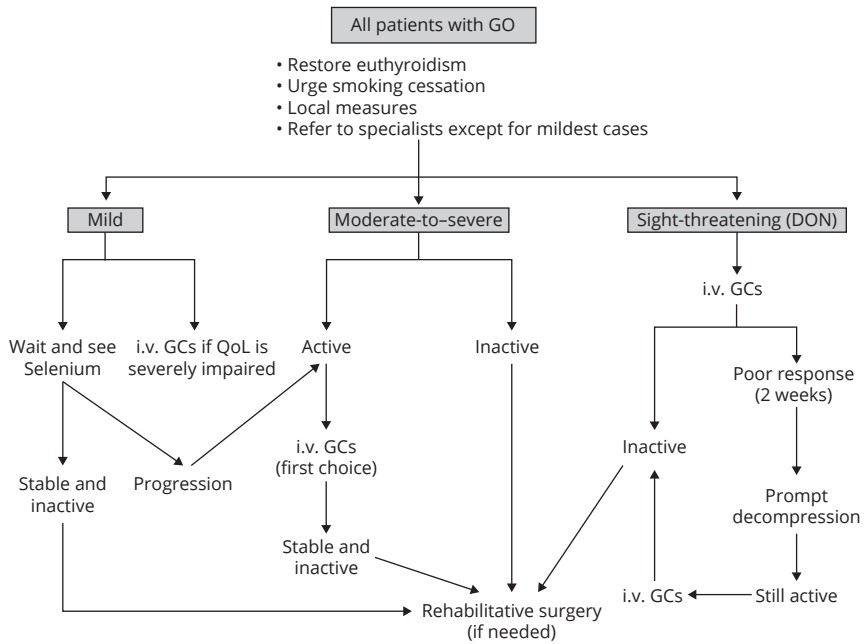 All patients with GO
• Restore euthyroidism
• Urge smoking cessation
• Local measures
• Refer to specialists except for mildest cases
Mild
Moderate-to–severe
Sight-threatening (DON)
i.v. GCs
Wait and see
Selenium
i.v. GCs if QoL is
severely impaired
Active
Inactive
Poor response
(2 weeks)
i.v. GCs
(first choice)
Inactive
Stable and
inactive
Progression
Prompt
decompression
Stable and
inactive
Rehabilitative surgery
(if needed)
i.v. GCs
Still active